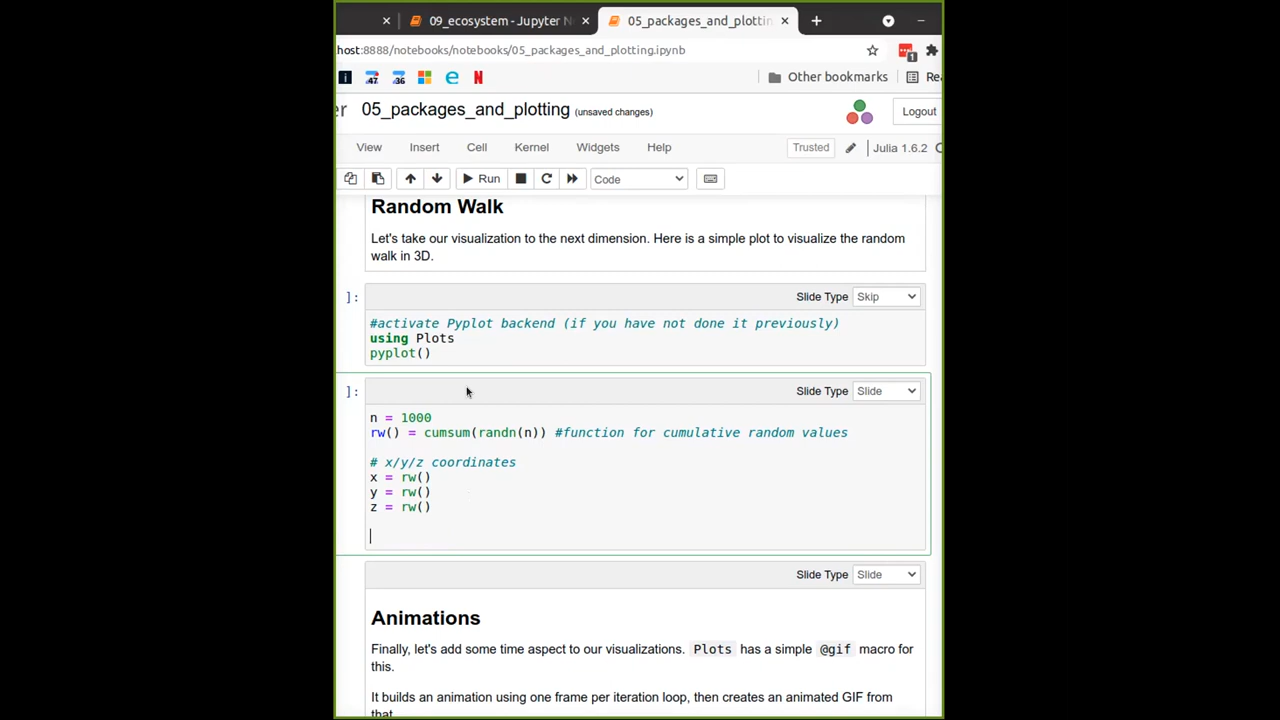 09_ecosystem - Jupyter N
05_packages_and_plottin
host:8888/notebooks/notebooks/05_packages_and_plotting.ipynb
1
47
36
Other bookmarks
Rea
er 05_packages_and_plotting (unsaved changes)
Logout
View Insert Cell Kernel Widgets Help
Trusted
Julia 1.6.2
Run
Code
Random Walk
Let's take our visualization to the next dimension. Here is a simple plot to visualize the random
walk in 3D.
]:
Slide Type Skip
#activate Pyplot backend (if you have not done it previously)
using Plots
pyplot()
]:
Slide Type Slide
n = 1000
rw() = cumsum(randn(n)) #function for cumulative random values
# x/y/z coordinates
x = rw()
y = rw()
z = rw()
Slide Type Slide
Animations
Finally, let's add some time aspect to our visualizations. Plots has a simple @gif macro for
this.
It builds an animation using one frame per iteration loop, then creates an animated GIF from
that.